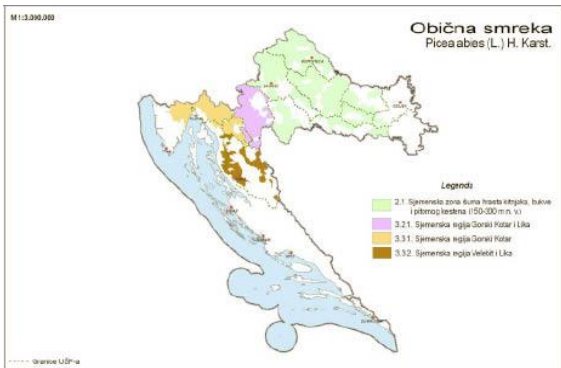 M 1:3.000.000
Obična smreka
Picea abies (L.) H. Karst.
Legenda
2.1. Sjemenska zona šuma hrasta kitnjaka, bukve
i pitomog kestena (150-300 m n. v.)
3.2.1. Sjemenska regija Gorski Kotar i Lika
3.3.1. Sjemenska regija Gorski Kotar
3.3.2. Sjemenska regija Velebit i Lika
Granice UŠP-a